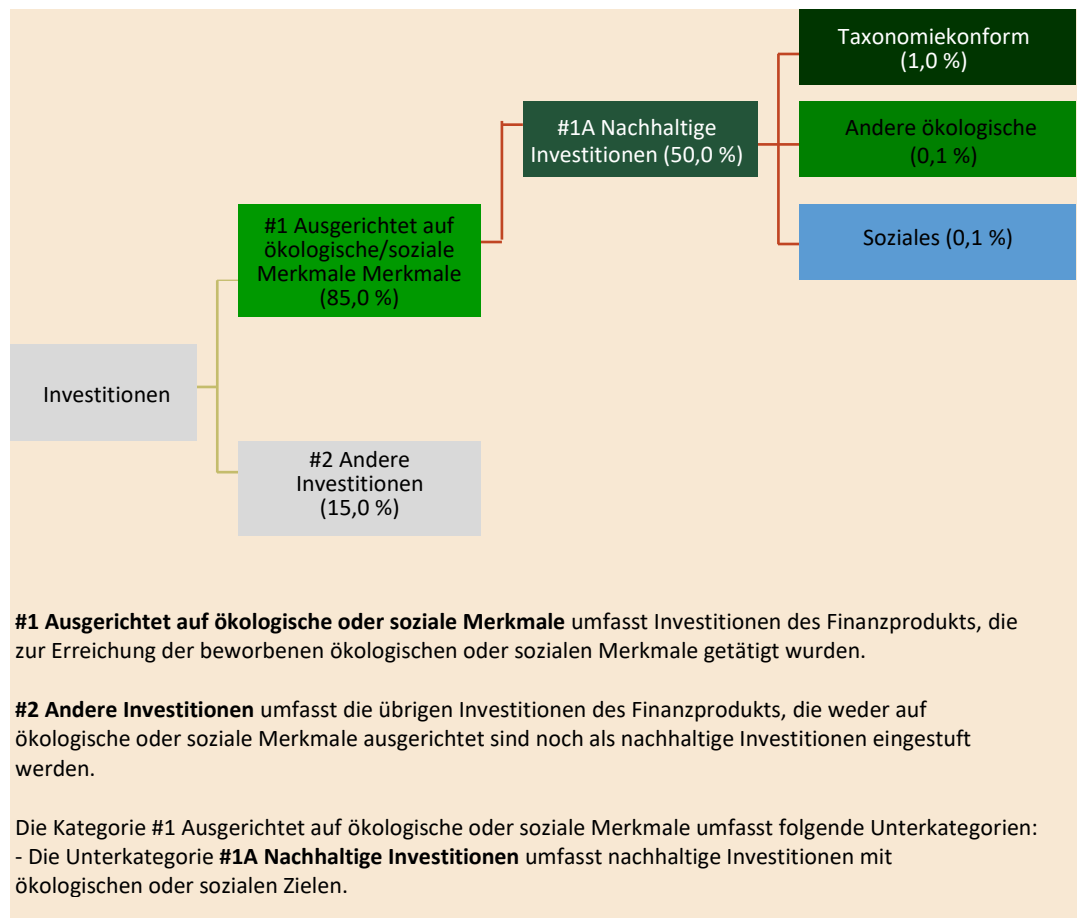 Taxonomiekonform
(1,0 %)
#1A Nachhaltige
Investitionen (50,0 %)
Andere ökologische
(0,1 %)
#1 Ausgerichtet auf
ökologische/soziale
Merkmale Merkmale
(85,0 %)
Soziales (0,1 %)
Investitionen
#2 Andere
Investitionen
(15,0 %)
#1 Ausgerichtet auf ökologische oder soziale Merkmale umfasst Investitionen des Finanzprodukts, die
zur Erreichung der beworbenen ökologischen oder sozialen Merkmale getätigt wurden.
#2 Andere Investitionen umfasst die übrigen Investitionen des Finanzprodukts, die weder auf
ökologische oder soziale Merkmale ausgerichtet sind noch als nachhaltige Investitionen eingestuft
werden.
Die Kategorie #1 Ausgerichtet auf ökologische oder soziale Merkmale umfasst folgende Unterkategorien:
- Die Unterkategorie #1A Nachhaltige Investitionen umfasst nachhaltige Investitionen mit
ökologischen oder sozialen Zielen.